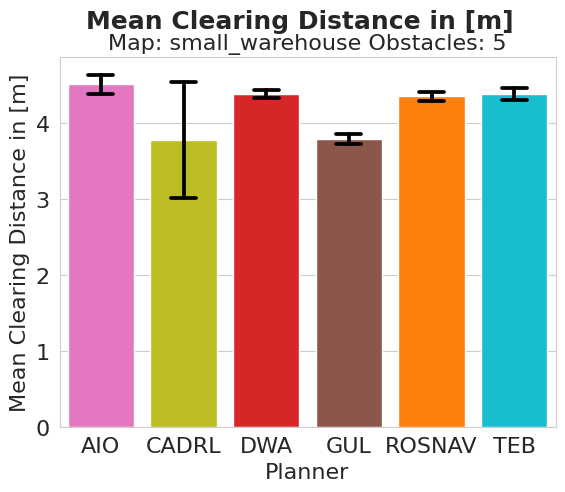 Mean Clearing Distance in [m]
Map: small_warehouse Obstacles: 5
Mean Clearing Distance in [m]
4
3
2
1
0
AIO CADRL DWA GUL ROSNAV TEB
Planner